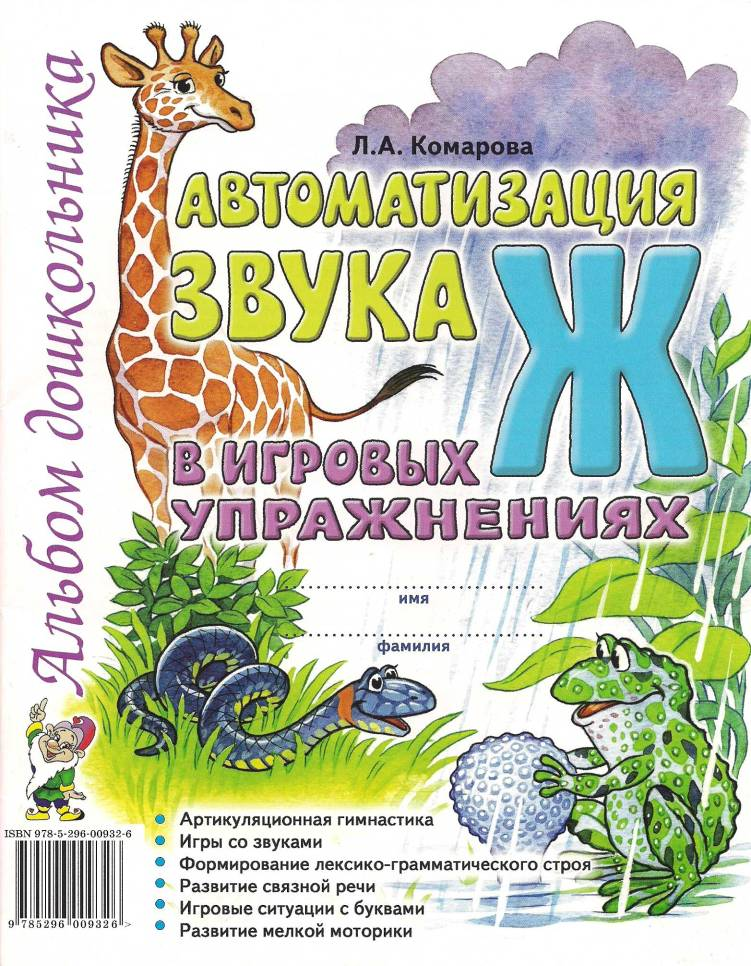 Альбом дошкольника
Л.А. Комарова
АВТОМАТИЗАЦИЯ
ЗВУКА Ж
В ИГРОВЫХ
УПРАЖНЕНИЯХ
имя
фамилия
• Артикуляционная гимнастика
• Игры со звуками
• Формирование лексико-грамматического строя
• Развитие связной речи
• Игровые ситуации с буквами
• Развитие мелкой моторики
ISBN 978-5-296-00932-6
9 785296 009326 >